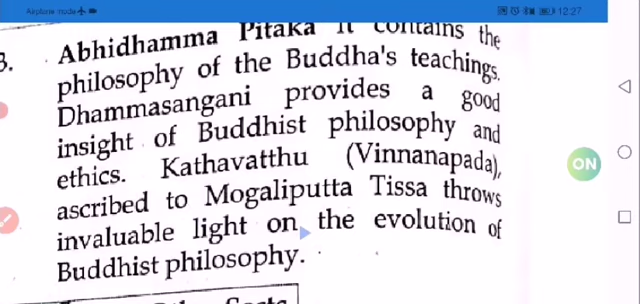 Airplane mode 12:27
3. Abhidhamma Pitaka It contains the
philosophy of the Buddha's teachings.
Dhammasangani provides a good
insight of Buddhist philosophy and
ethics. Kathavatthu (Vinnanapada),
ascribed to Mogaliputta Tissa throws
invaluable light on the evolution of
Buddhist philosophy.
ON